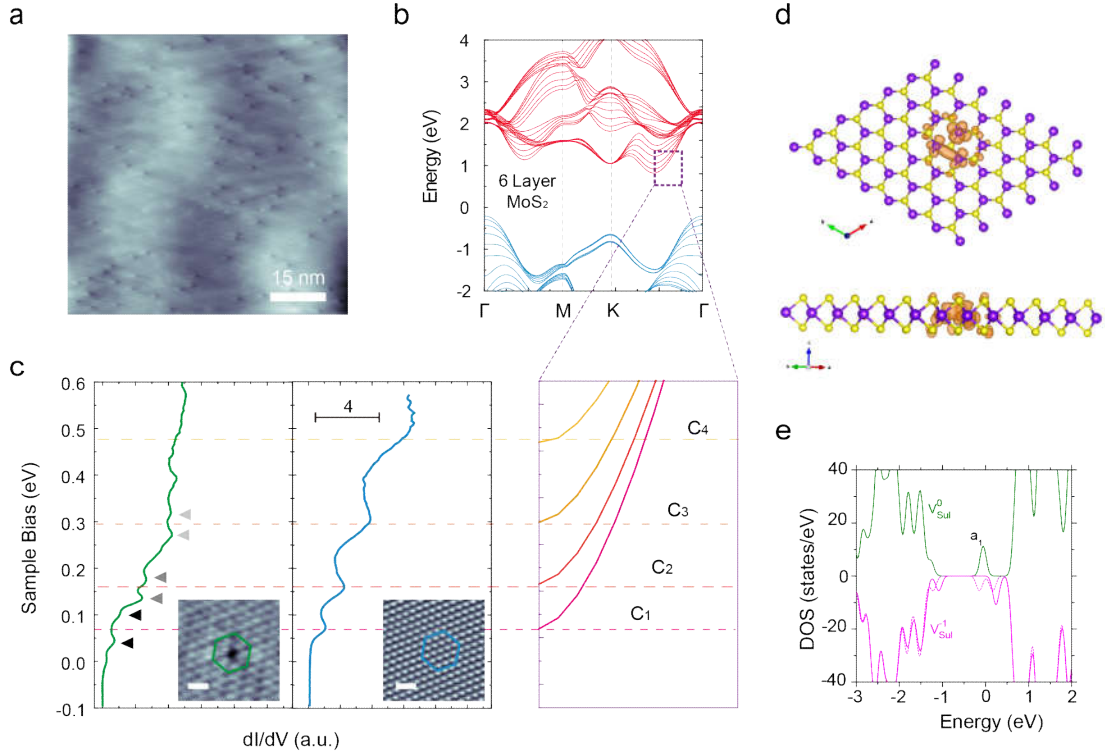 a
15 nm
b
Energy (eV)
4
3
2
1
0
-1
-2
6 Layer
MoS₂
Γ
M
K
Γ
c
Sample Bias (eV)
0.6
0.5
0.4
0.3
0.2
0.1
0.0
-0.1
4
C₄
C₃
C₂
C₁
dI/dV (a.u.)
d
e
DOS (states/eV)
40
20
0
-20
-40
V⁰Sul
a₁
V⁻¹Sul
-3
-2
-1
0
1
2
Energy (eV)